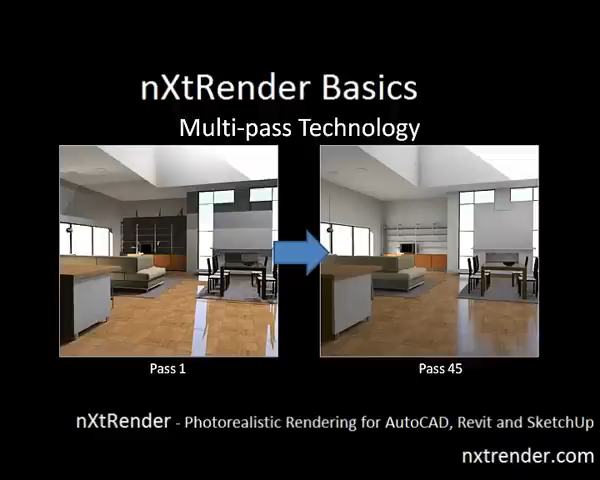 nXtRender Basics
Multi-pass Technology
Pass 1
Pass 45
nXtRender - Photorealistic Rendering for AutoCAD, Revit and SketchUp
nxtrender.com